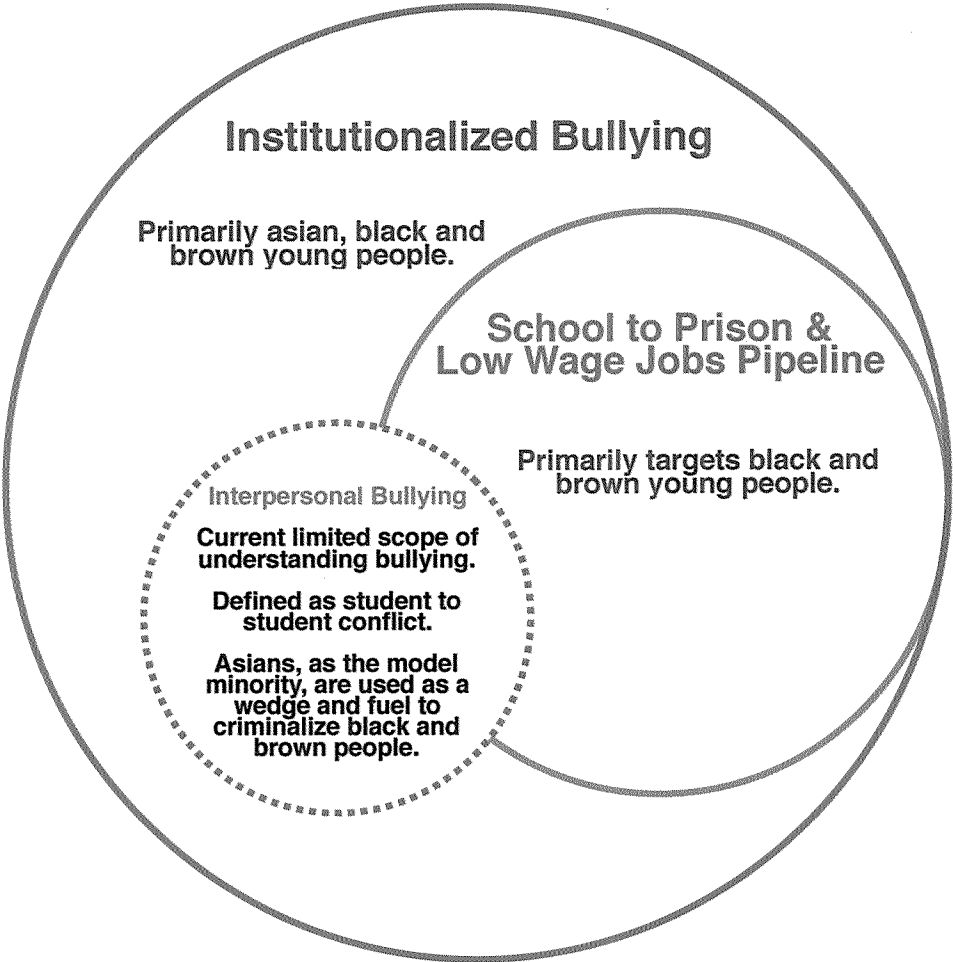 Institutionalized Bullying
Primarily asian, black and
brown young people.
School to Prison &
Low Wage Jobs Pipeline
Primarily targets black and
brown young people.
Interpersonal Bullying
Current limited scope of
understanding bullying.
Defined as student to
student conflict.
Asians, as the model
minority, are used as a
wedge and fuel to
criminalize black and
brown people.